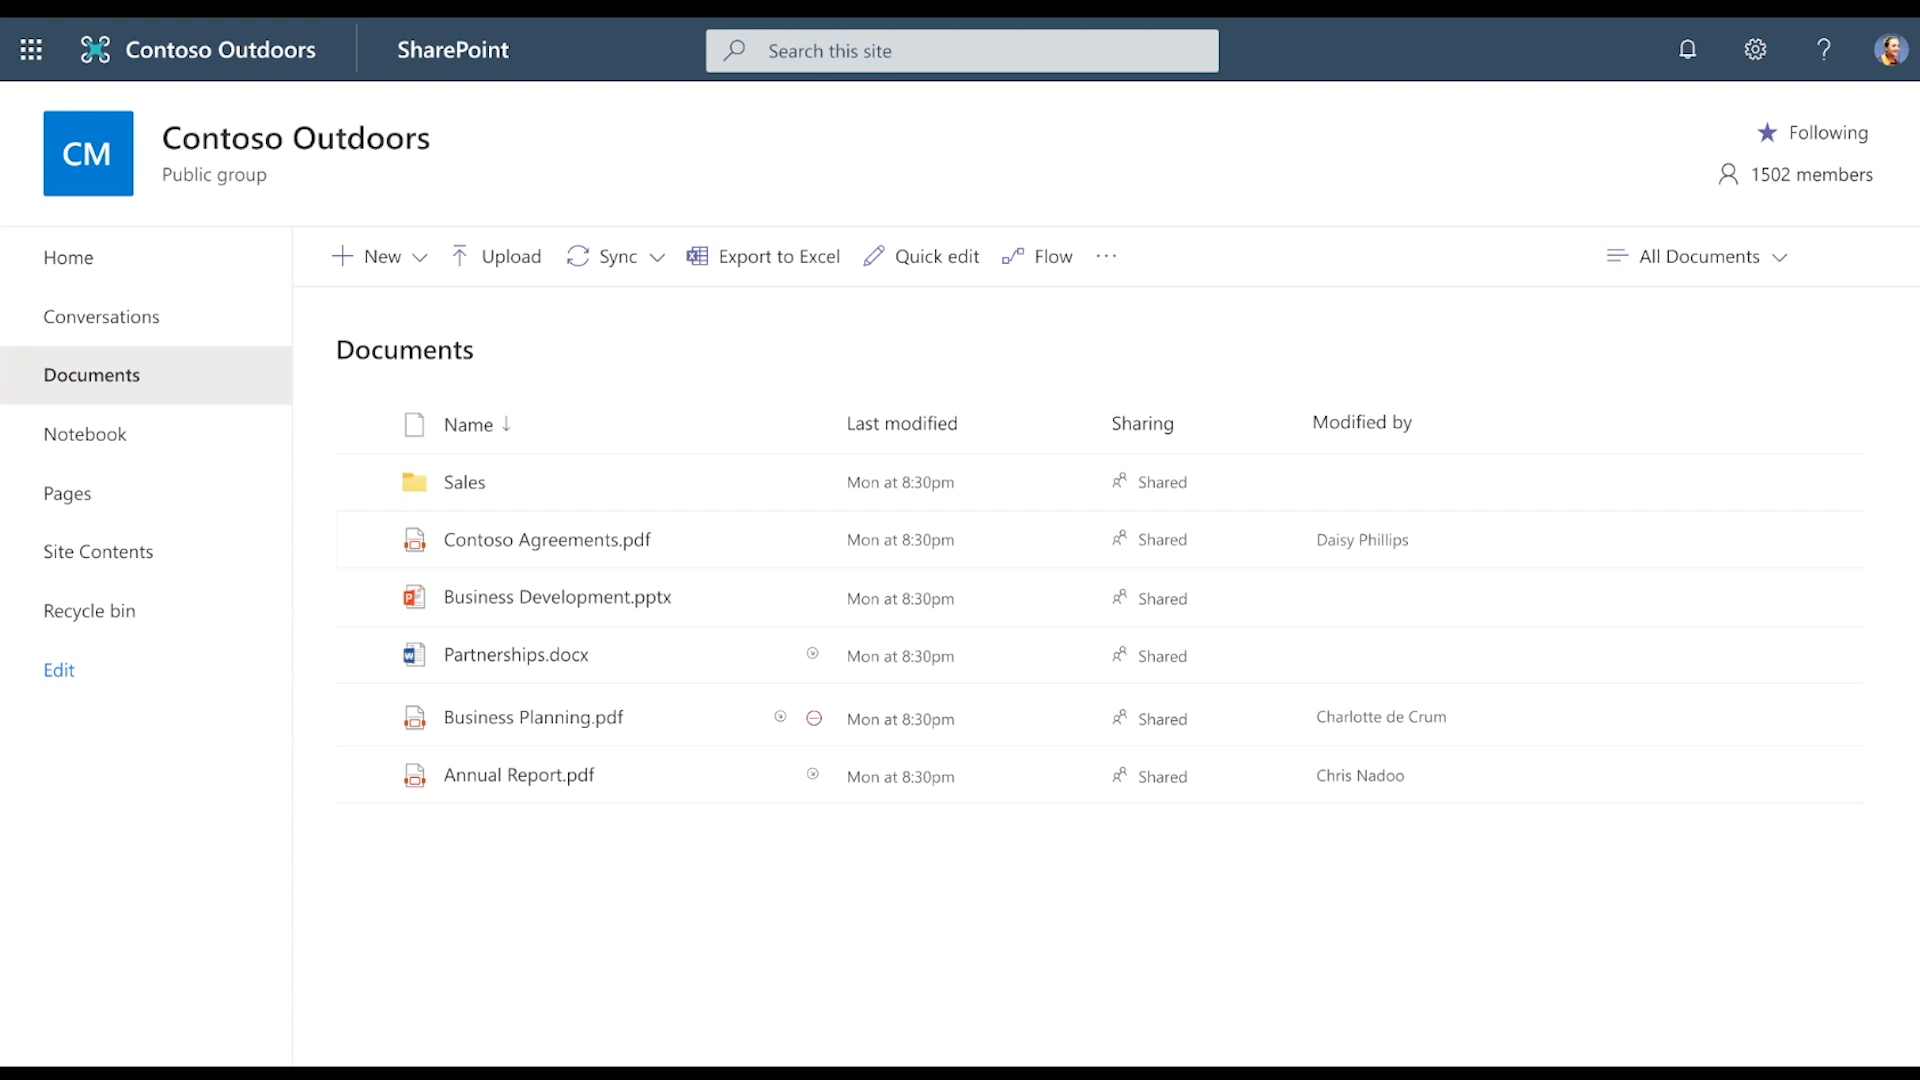 Contoso Outdoors SharePoint Search this site
CM
Contoso Outdoors
Public group
Following
1502 members
Home
Conversations
Documents
Notebook
Pages
Site Contents
Recycle bin
Edit
New Upload Sync Export to Excel Quick edit Flow ··· All Documents
Documents
Name ↓ Last modified Sharing Modified by
Sales Mon at 8:30pm Shared
Contoso Agreements.pdf Mon at 8:30pm Shared Daisy Phillips
Business Development.pptx Mon at 8:30pm Shared
Partnerships.docx Mon at 8:30pm Shared
Business Planning.pdf Mon at 8:30pm Shared Charlotte de Crum
Annual Report.pdf Mon at 8:30pm Shared Chris Nadoo